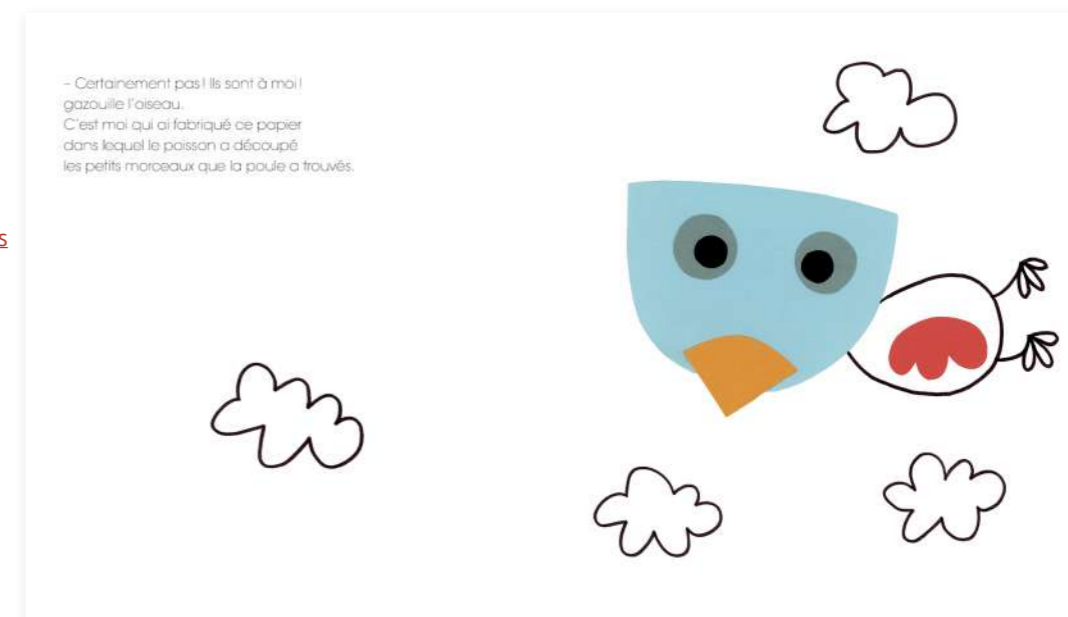 – Certainement pas! Ils sont à moi!
gazouille l'oiseau.
C'est moi qui ai fabriqué ce papier
dans lequel le poisson a découpé
les petits morceaux que la poule a trouvés.
s